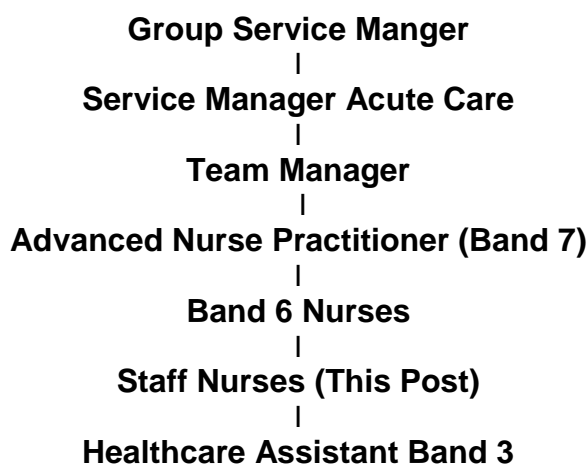 Group Service Manger
|
Service Manager Acute Care
|
Team Manager
|
Advanced Nurse Practitioner (Band 7)
|
Band 6 Nurses
|
Staff Nurses (This Post)
|
Healthcare Assistant Band 3